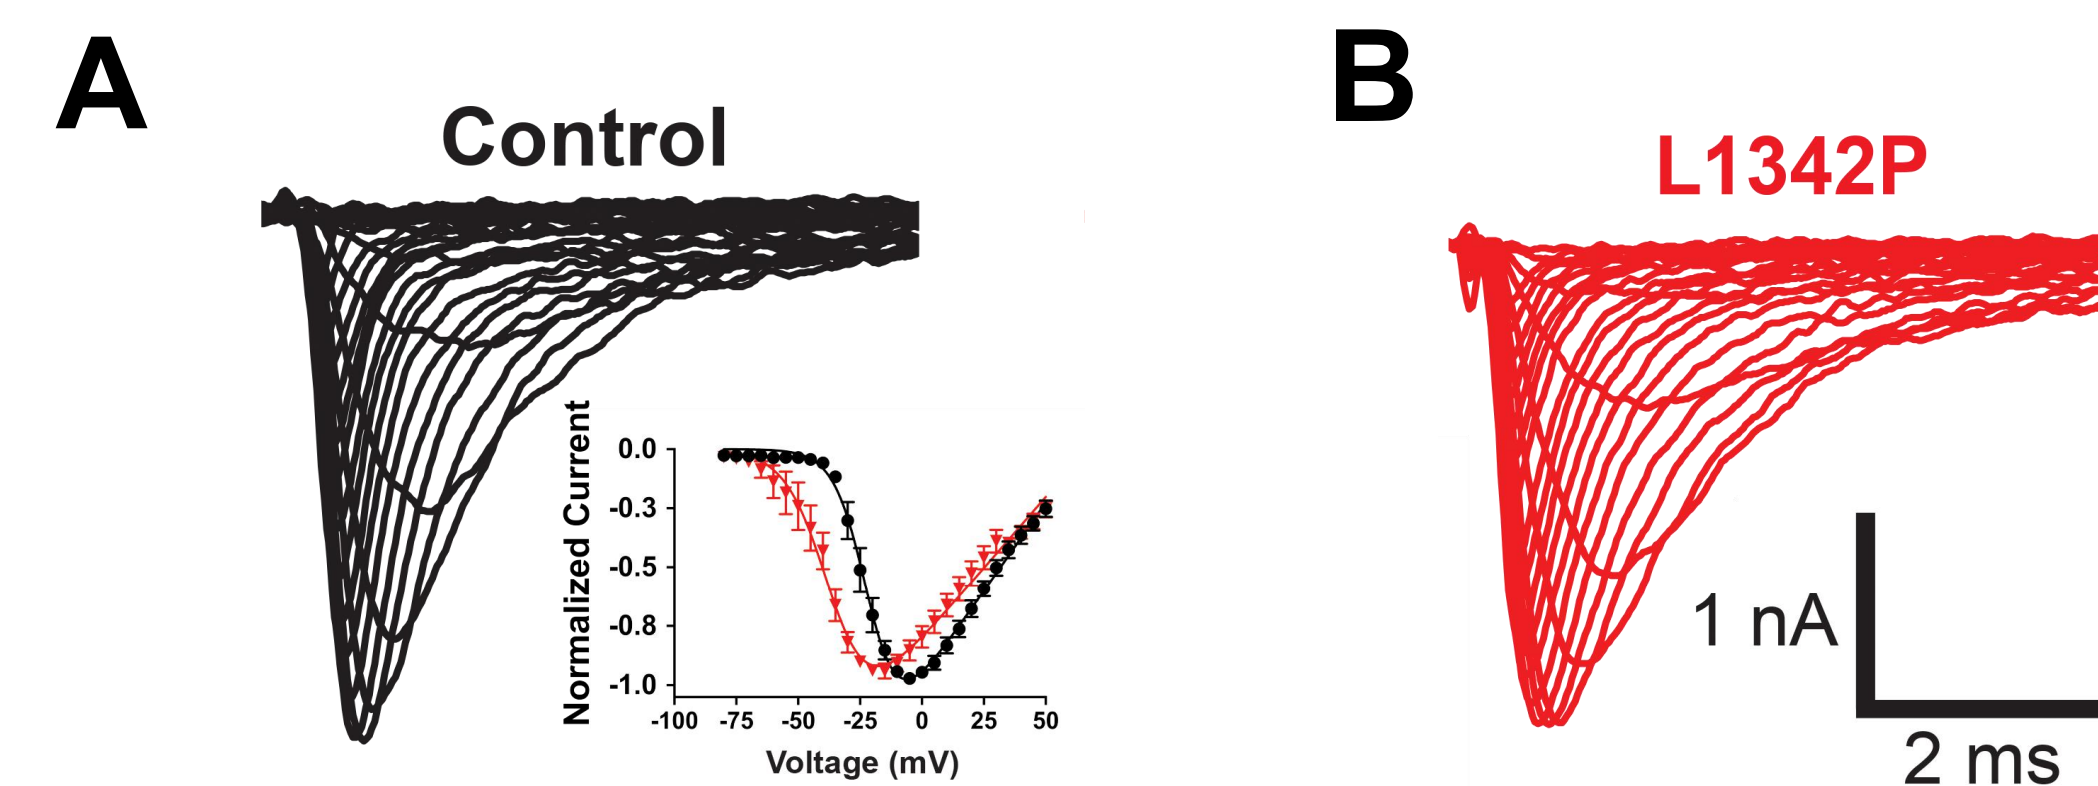 A
Control
Normalized Current
0.0
-0.3
-0.5
-0.8
-1.0
-100 -75 -50 -25 0 25 50
Voltage (mV)
B
L1342P
1 nA
2 ms